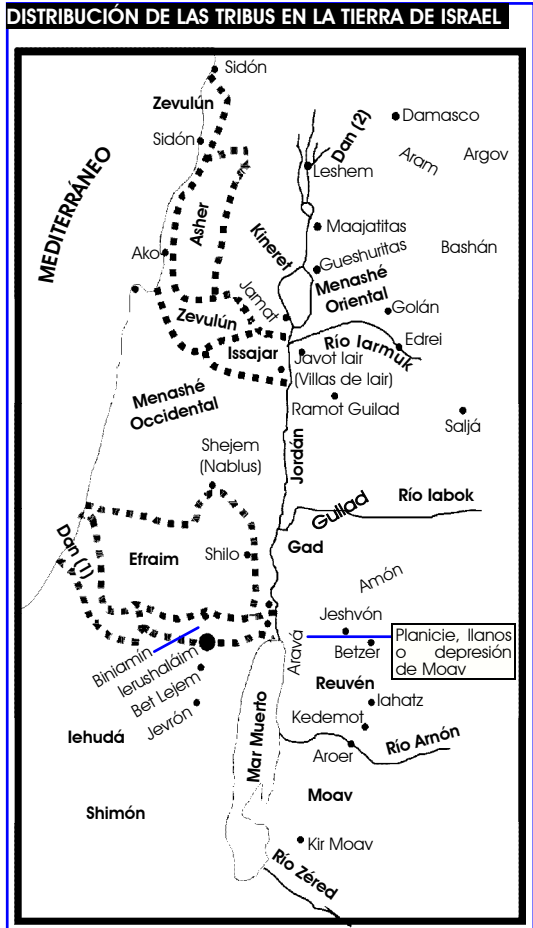 DISTRIBUCIÓN DE LAS TRIBUS EN LA TIERRA DE ISRAEL
Sidón
Zevulún
Damasco
Dan (2)
Sidón
Aram
Argov
Leshem
MEDITERRÁNEO
Asher
Maajatitas
Kineret
Bashán
Ako
Gueshuritas
Menashé
Oriental
Jamat
Golán
Zevulún
Río Iarmuk
Edrei
Issajar
Javot Iair
(Villas de Iair)
Menashé
Occidental
Ramot Guilad
Saljá
Jordán
Shejem
(Nablus)
Guilad
Río Iabok
Dan (1)
Efraim
Shilo
Gad
Amón
Jeshvón
Biniamín
Ierushaláim
Aravá
Betzer
Planicie, llanos
o depresión
de Moav
Bet Lejem
Reuvén
Jevrón
Iahatz
Kedemot
Iehudá
Mar Muerto
Río Arnón
Aroer
Moav
Shimón
Kir Moav
Río Zéred